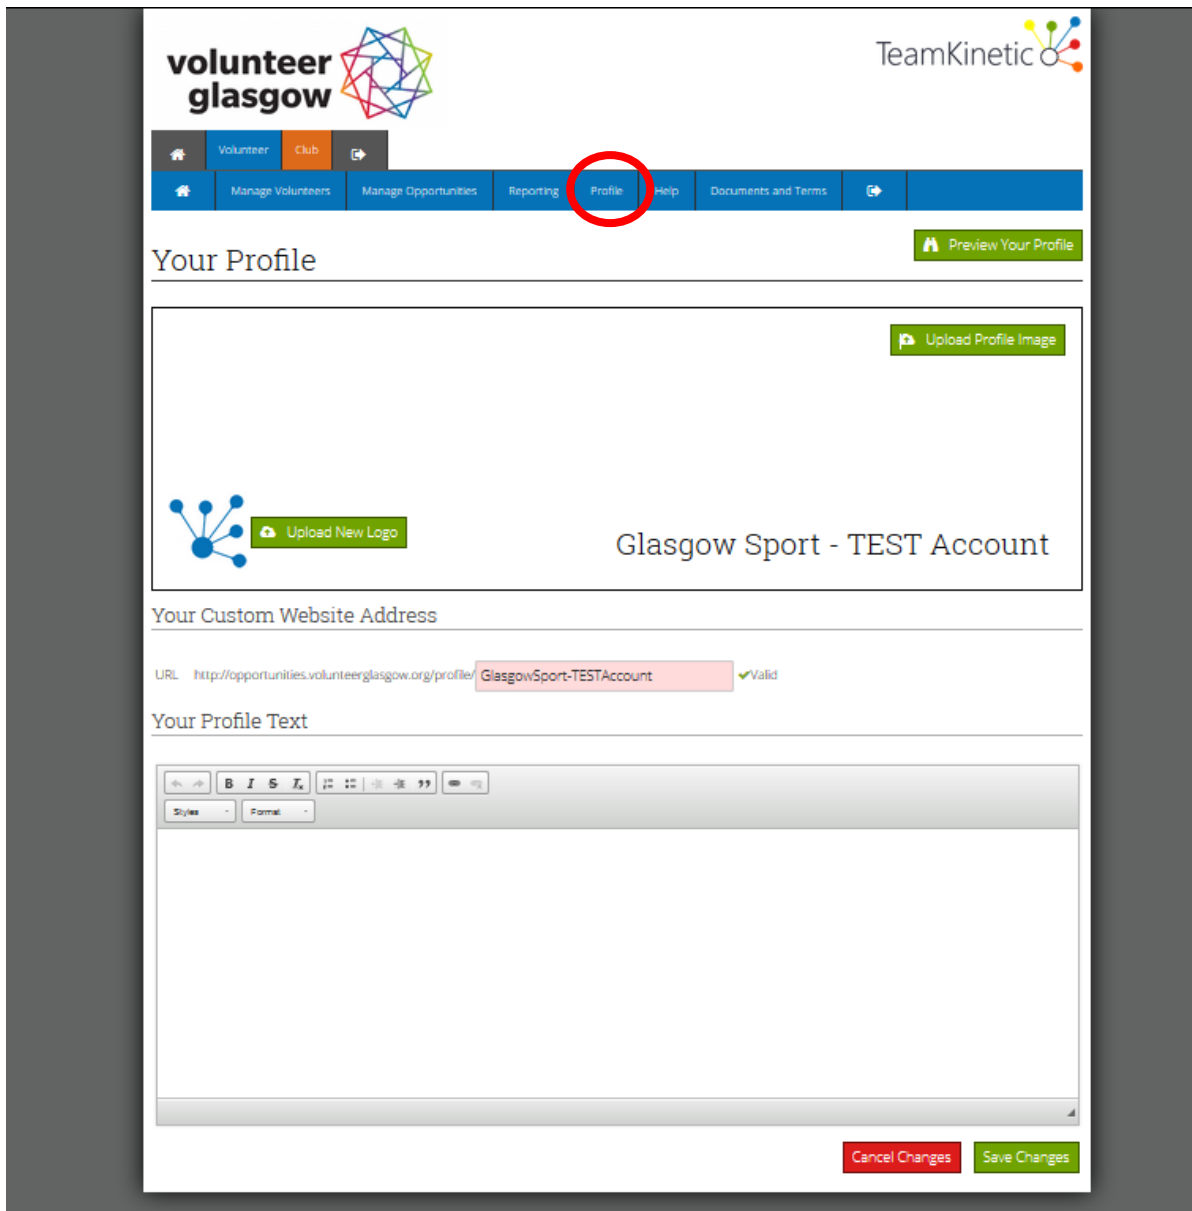 volunteer
glasgow
TeamKinetic
Volunteer Club
Manage Volunteers Manage Opportunities Reporting Profile Help Documents and Terms
Preview Your Profile
Your Profile
Upload Profile Image
Upload New Logo
Glasgow Sport - TEST Account
Your Custom Website Address
URL http://opportunities.volunteerglasgow.org/profile/ GlasgowSport-TESTAccount Valid
Your Profile Text
B I S Ix
Styles Format
Cancel Changes Save Changes